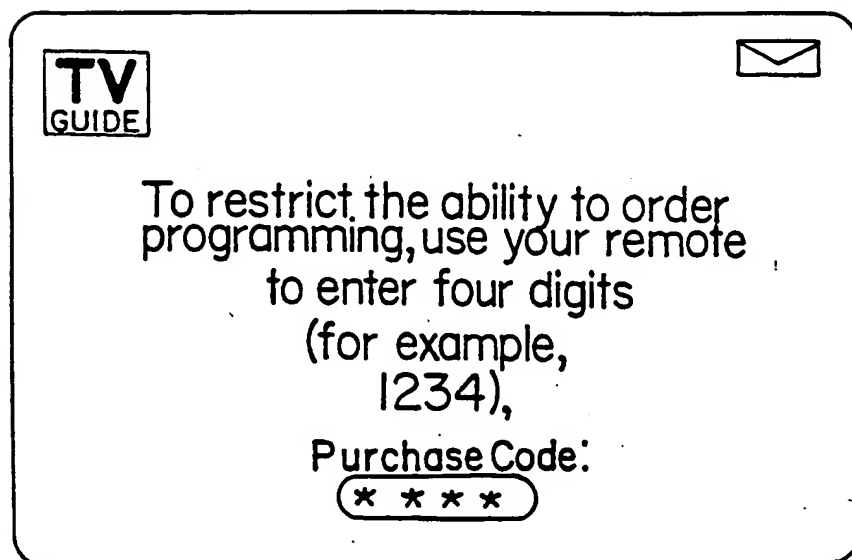 TV
GUIDE
To restrict the ability to order
programming, use your remote
to enter four digits
(for example,
1234),
Purchase Code:
* * * *